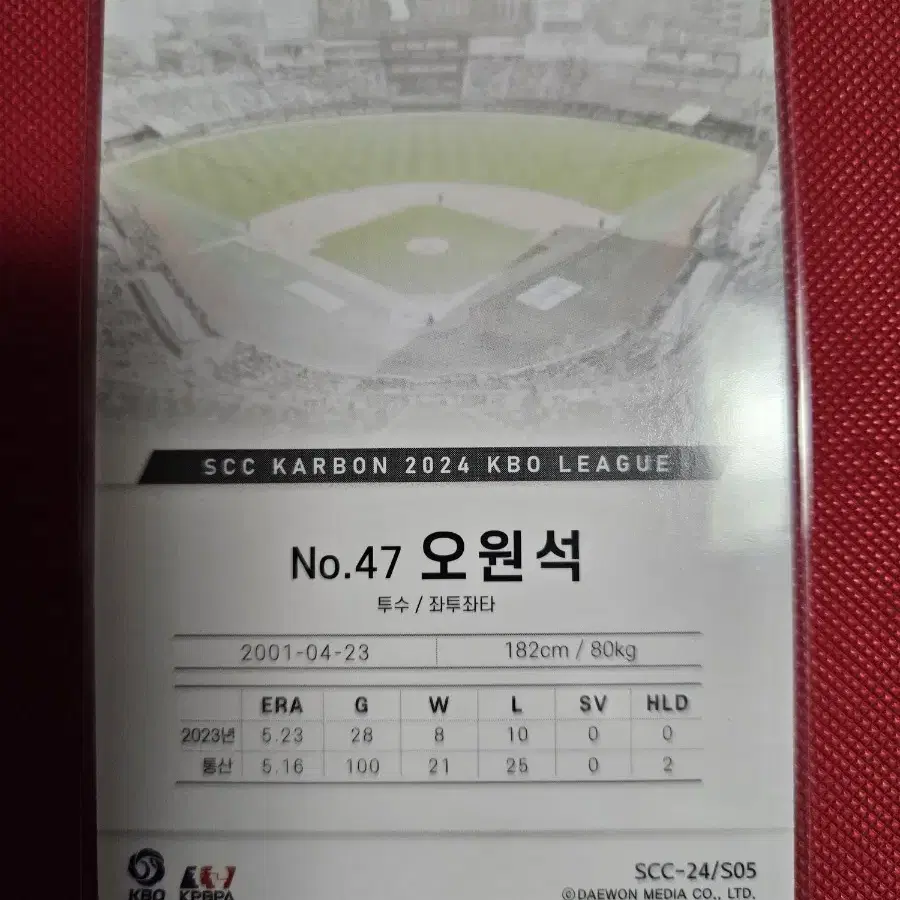 SCC KARBON 2024 KBO LEAGUE
No.47 오원석
투수 / 좌투좌타
2001-04-23 182cm / 80kg
ERA G W L SV HLD
2023년 5.23 28 8 10 0 0
통산 5.16 100 21 25 0 2
KBO KPBPA SCC-24/S05
©DAEWON MEDIA CO., LTD.